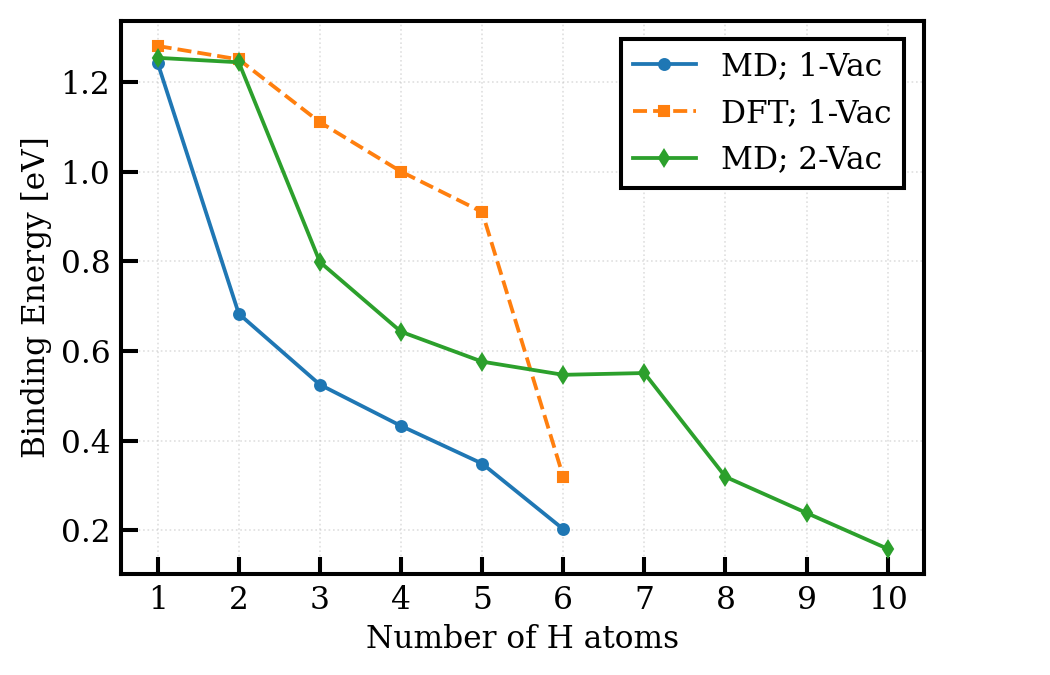 MD; 1-Vac
DFT; 1-Vac
MD; 2-Vac
Binding Energy [eV]
1.2
1.0
0.8
0.6
0.4
0.2
1 2 3 4 5 6 7 8 9 10
Number of H atoms